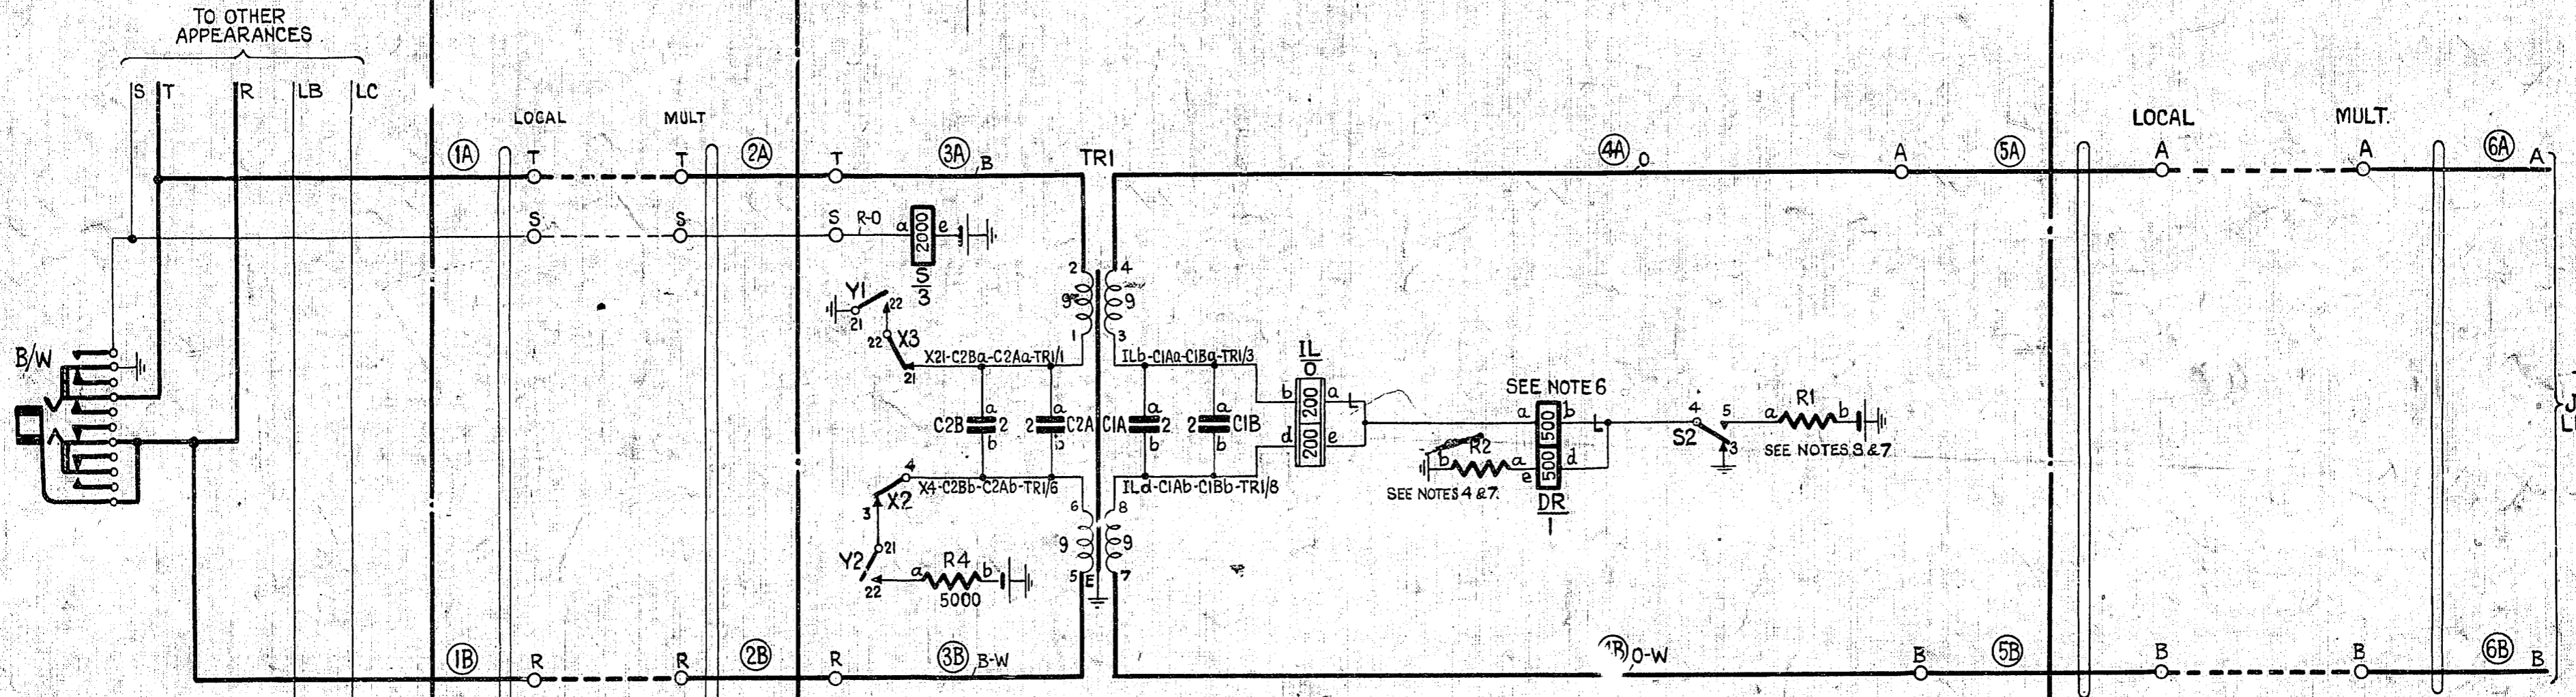 TO OTHER
APPEARANCES.
S T R LB LC
LOCAL MULT
LOCAL MULT.
1A T T 2A T 3A B TR1 4A O A 5A A A 6A A
S S S R-O a 2000 e
S
3
2 4
9 9
1 3
Y1 22
21
22 X3
21
X21-C2Ba-C2Aa-TR1/1
ILb-C1Aa-C1Ba-TR1/3
B/W
IL
O
b 200 a L
d 200 e
C2B a 2 b
2 a C2A b
C1A a 2 b
2 a C1B b
SEE NOTE 6
a 500 b L
e 500 d
DR
1
b R2 a
SEE NOTES 4 & 7.
4 5
S2 3
a R1 b
SEE NOTES 3 & 7
4
X4-C2Bb-C2Ab-TR1/6
ILd-C1Ab-C1Bb-TR1/8
3 X2
6 8
9 9
5 E 7
Y2 21
22
a R4 b
5000
1B R R 2B R 3B B-W O-W B 5B B B 6B B